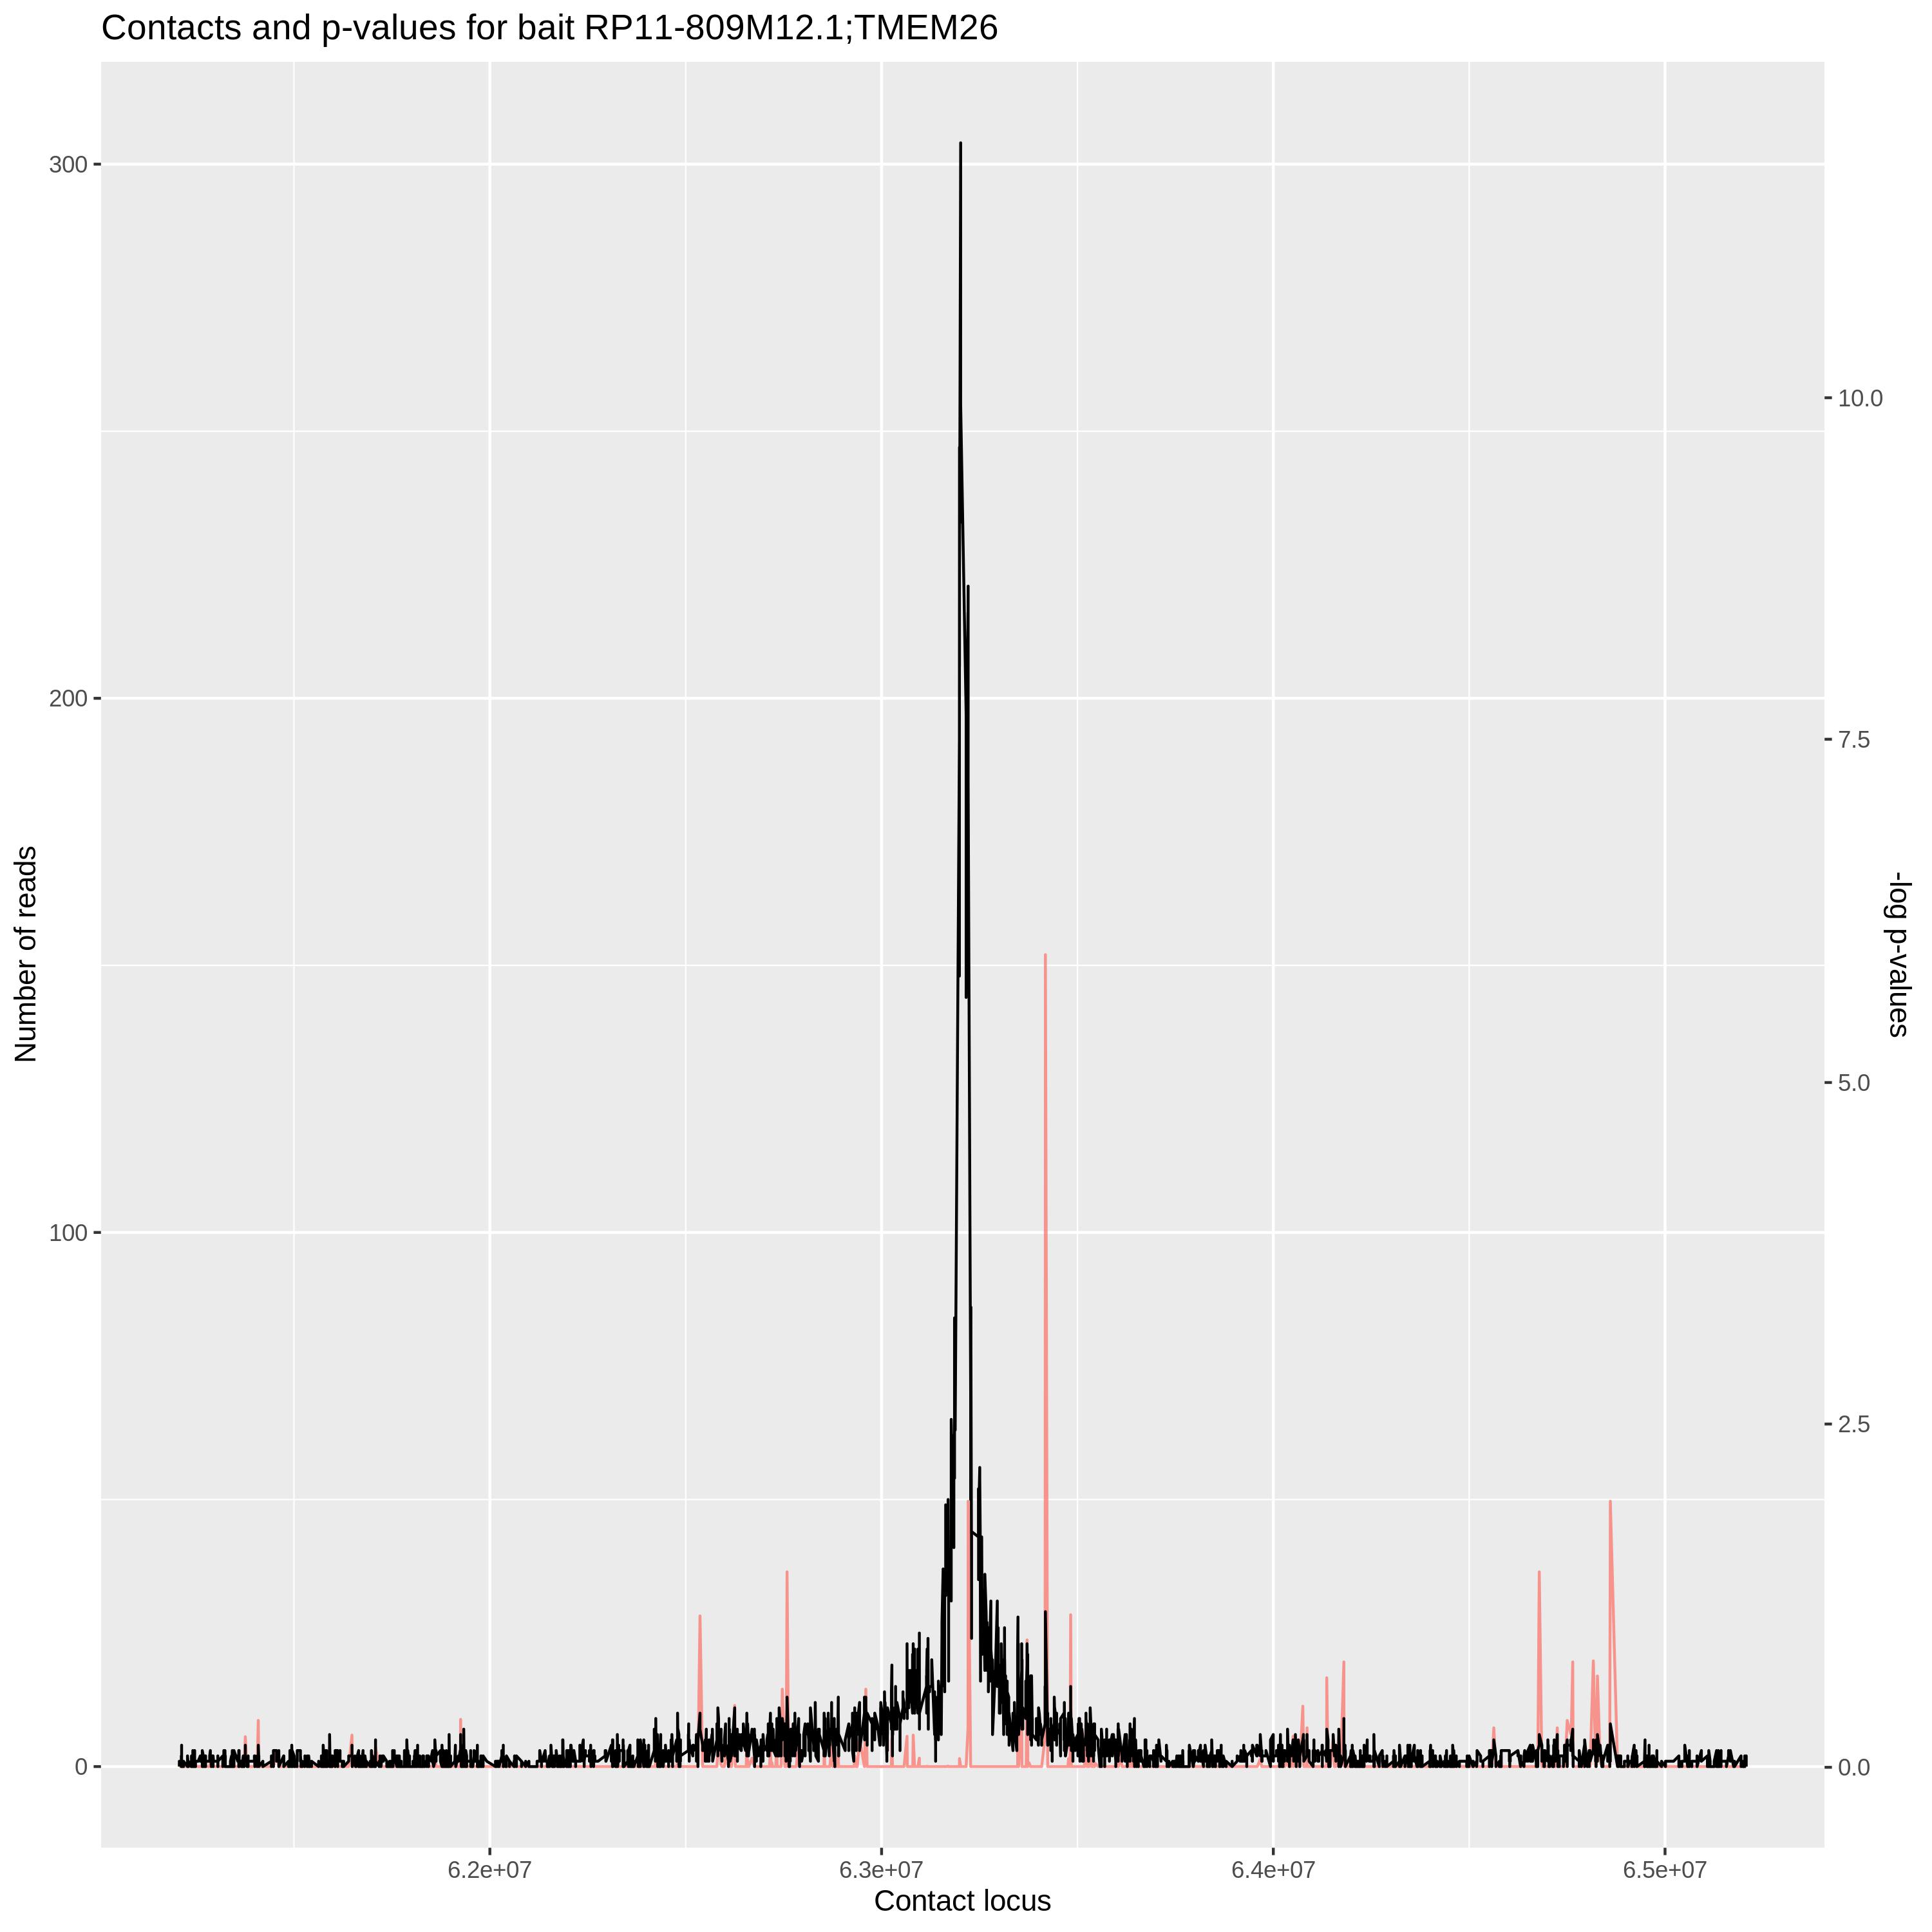 Contacts and p-values for bait RP11-809M12.1;TMEM26
300
200
100
0
Number of reads
10.0
7.5
5.0
2.5
0.0
-log p-values
6.2e+07
6.3e+07
6.4e+07
6.5e+07
Contact locus